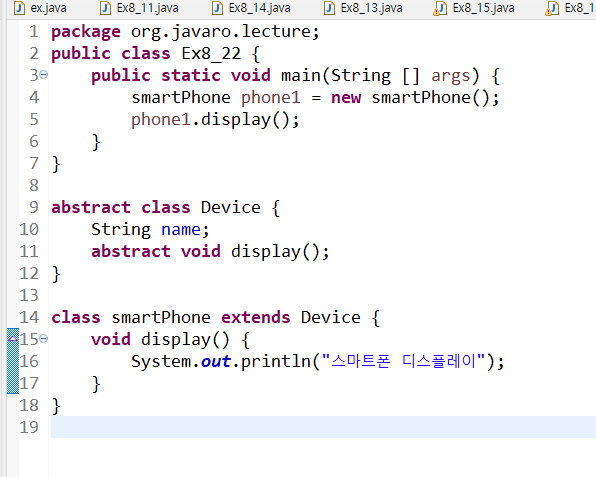 ex.java Ex8_11.java Ex8_14.java Ex8_13.java Ex8_15.java Ex8_1
1 package org.javaro.lecture;
2 public class Ex8_22 {
3 public static void main(String [] args) {
4 smartPhone phone1 = new smartPhone();
5 phone1.display();
6 }
7 }
8
9 abstract class Device {
10 String name;
11 abstract void display();
12 }
13
14 class smartPhone extends Device {
15 void display() {
16 System.out.println("스마트폰 디스플레이");
17 }
18 }
19